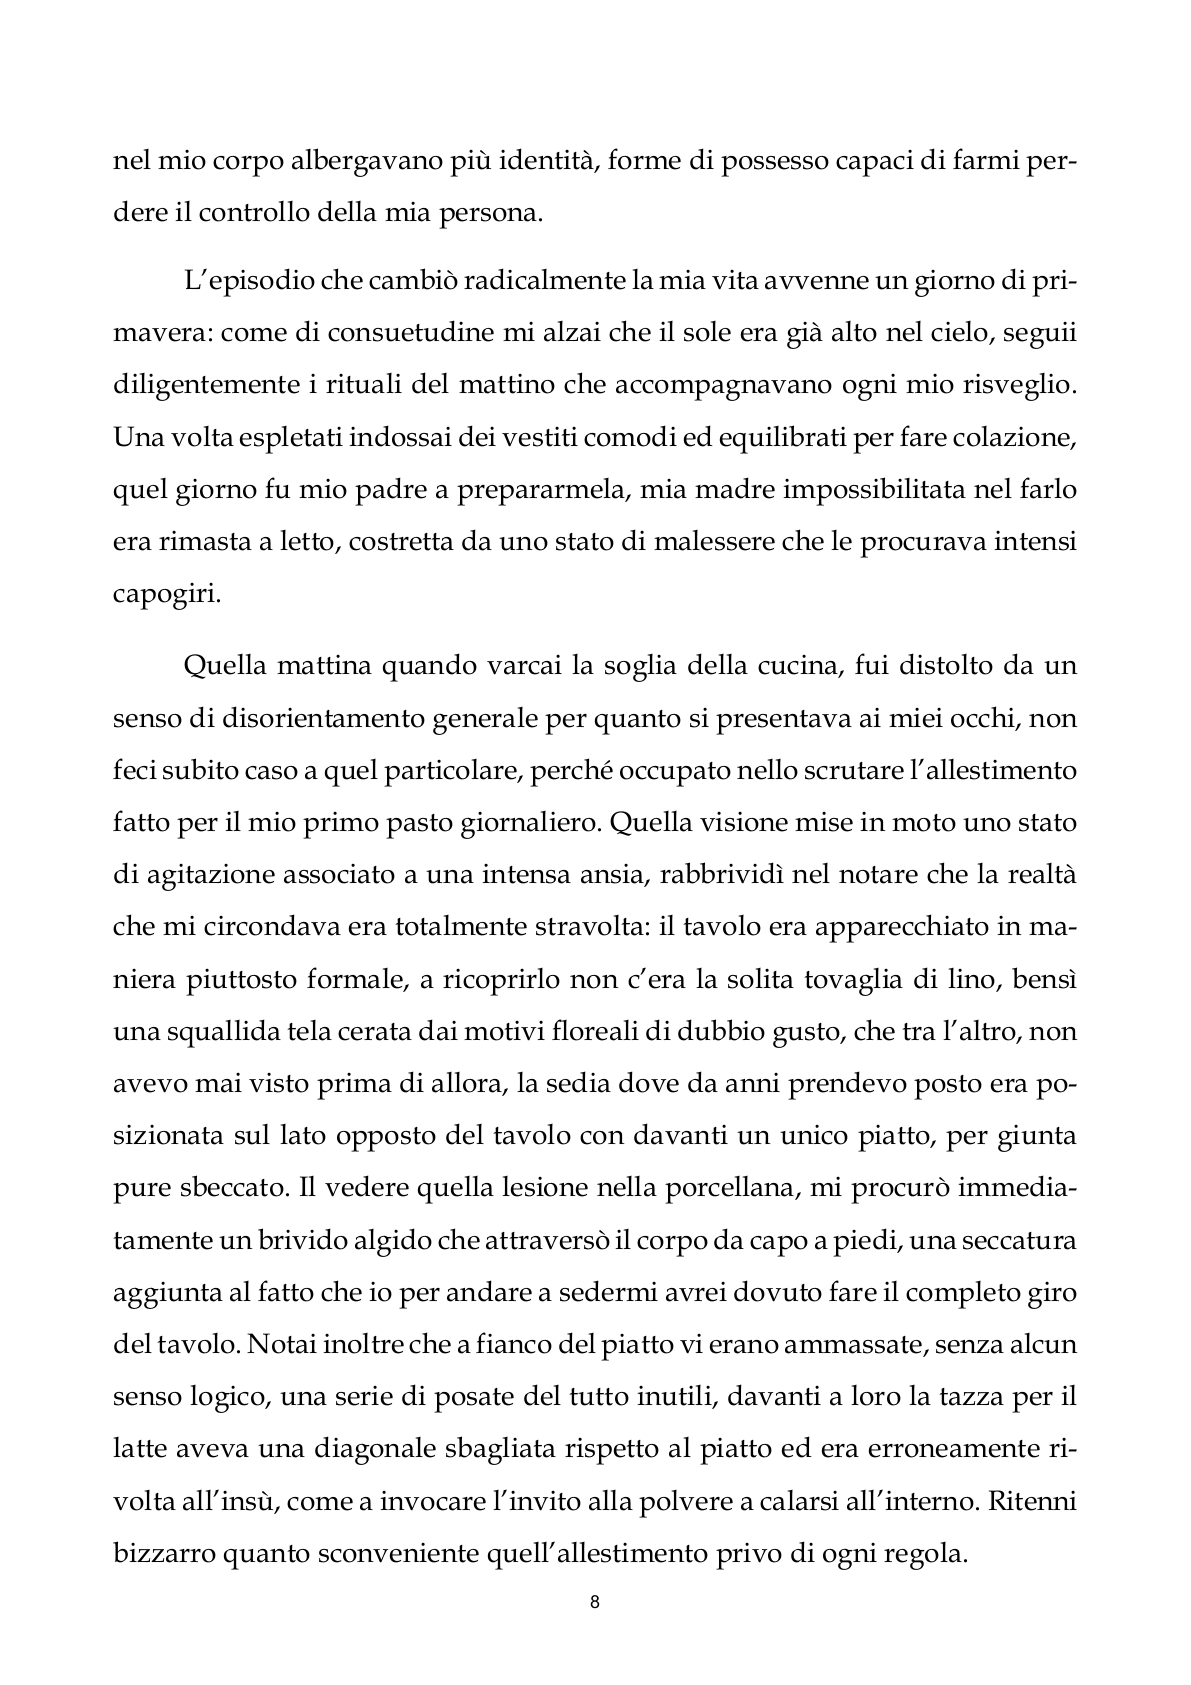 nel mio corpo albergavano più identità, forme di possesso capaci di farmi per-
dere il controllo della mia persona.
L’episodio che cambiò radicalmente la mia vita avvenne un giorno di pri-
mavera: come di consuetudine mi alzai che il sole era già alto nel cielo, seguii
diligentemente i rituali del mattino che accompagnavano ogni mio risveglio.
Una volta espletati indossai dei vestiti comodi ed equilibrati per fare colazione,
quel giorno fu mio padre a prepararmela, mia madre impossibilitata nel farlo
era rimasta a letto, costretta da uno stato di malessere che le procurava intensi
capogiri.
Quella mattina quando varcai la soglia della cucina, fui distolto da un
senso di disorientamento generale per quanto si presentava ai miei occhi, non
feci subito caso a quel particolare, perché occupato nello scrutare l’allestimento
fatto per il mio primo pasto giornaliero. Quella visione mise in moto uno stato
di agitazione associato a una intensa ansia, rabbrividì nel notare che la realtà
che mi circondava era totalmente stravolta: il tavolo era apparecchiato in ma-
niera piuttosto formale, a ricoprirlo non c’era la solita tovaglia di lino, bensì
una squallida tela cerata dai motivi floreali di dubbio gusto, che tra l’altro, non
avevo mai visto prima di allora, la sedia dove da anni prendevo posto era po-
sizionata sul lato opposto del tavolo con davanti un unico piatto, per giunta
pure sbeccato. Il vedere quella lesione nella porcellana, mi procurò immedia-
tamente un brivido algido che attraversò il corpo da capo a piedi, una seccatura
aggiunta al fatto che io per andare a sedermi avrei dovuto fare il completo giro
del tavolo. Notai inoltre che a fianco del piatto vi erano ammassate, senza alcun
senso logico, una serie di posate del tutto inutili, davanti a loro la tazza per il
latte aveva una diagonale sbagliata rispetto al piatto ed era erroneamente ri-
volta all’insù, come a invocare l’invito alla polvere a calarsi all’interno. Ritenni
bizzarro quanto sconveniente quell’allestimento privo di ogni regola.
8